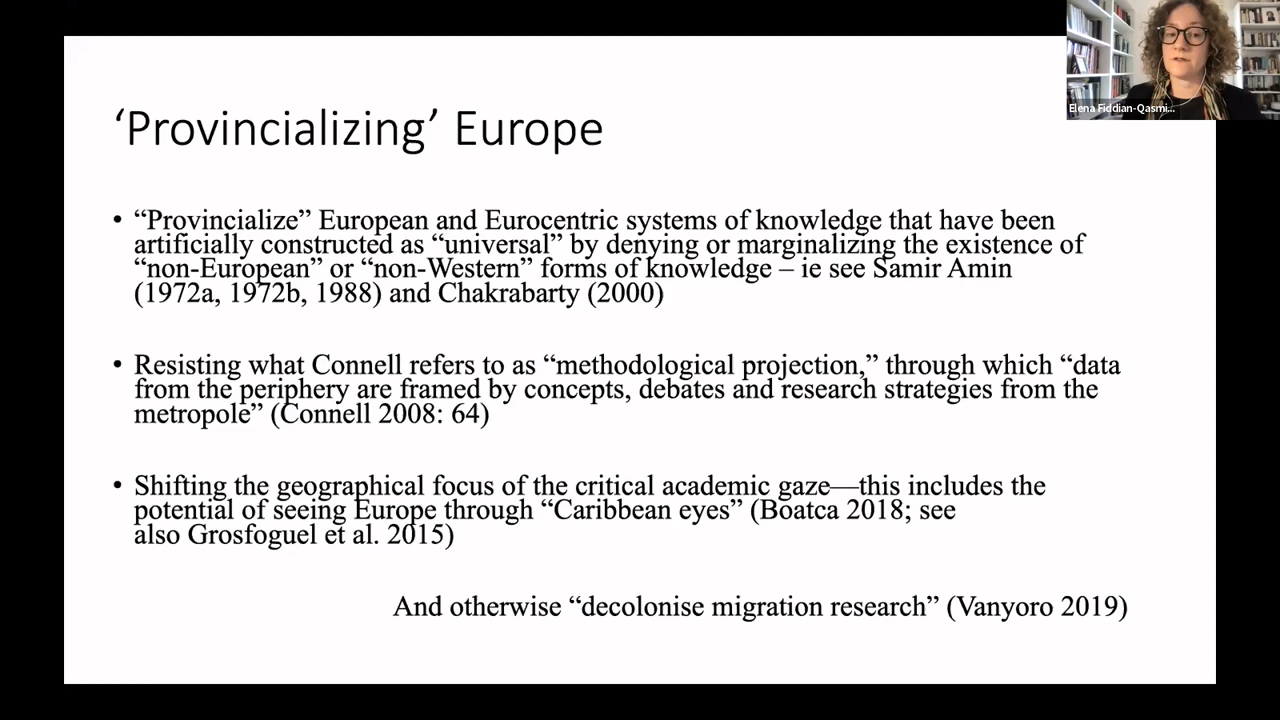 Elena Fiddian-Qasmi...
‘Provincializing’ Europe
• “Provincialize” European and Eurocentric systems of knowledge that have been
artificially constructed as “universal” by denying or marginalizing the existence of
“non-European” or “non-Western” forms of knowledge – ie see Samir Amin
(1972a, 1972b, 1988) and Chakrabarty (2000)
• Resisting what Connell refers to as “methodological projection,” through which “data
from the periphery are framed by concepts, debates and research strategies from the
metropole” (Connell 2008: 64)
• Shifting the geographical focus of the critical academic gaze—this includes the
potential of seeing Europe through “Caribbean eyes” (Boatca 2018; see
also Grosfoguel et al. 2015)
And otherwise “decolonise migration research” (Vanyoro 2019)